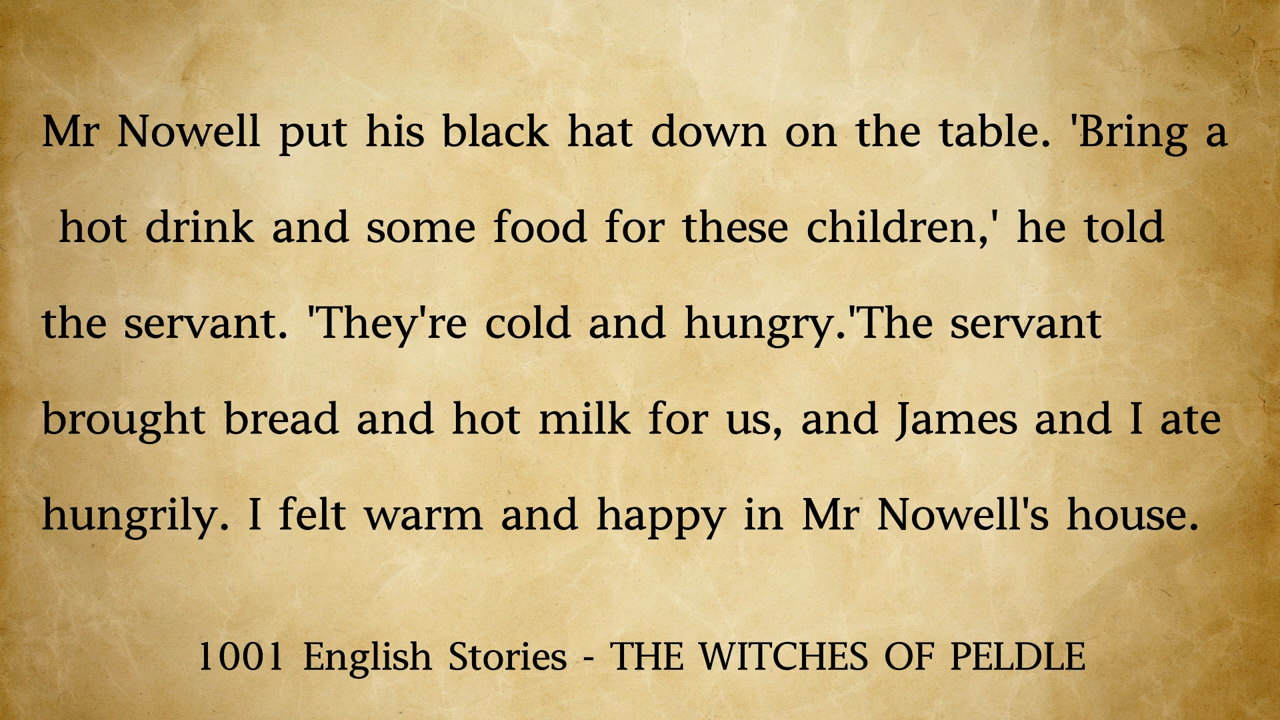 Mr Nowell put his black hat down on the table. 'Bring a
hot drink and some food for these children,' he told
the servant. 'They're cold and hungry.'The servant
brought bread and hot milk for us, and James and I ate
hungrily. I felt warm and happy in Mr Nowell's house.
1001 English Stories - THE WITCHES OF PELDLE